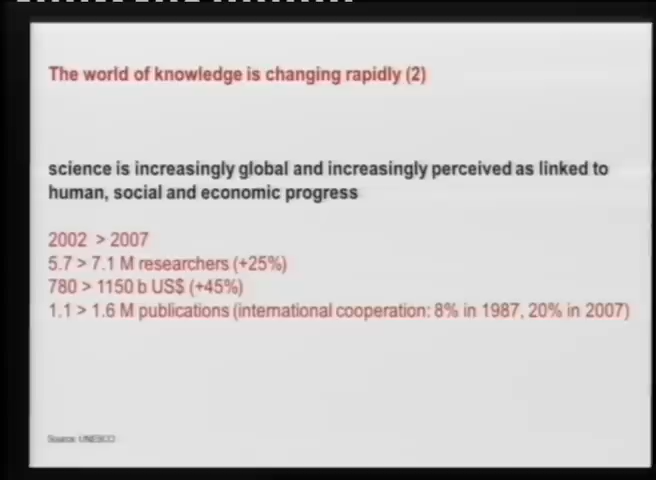 The world of knowledge is changing rapidly (2)
science is increasingly global and increasingly perceived as linked to
human, social and economic progress
2002 > 2007
5.7 > 7.1 M researchers (+25%)
780 > 1150 b US$ (+45%)
1.1 > 1.6 M publications (international cooperation: 8% in 1987, 20% in 2007)
Source: UNESCO